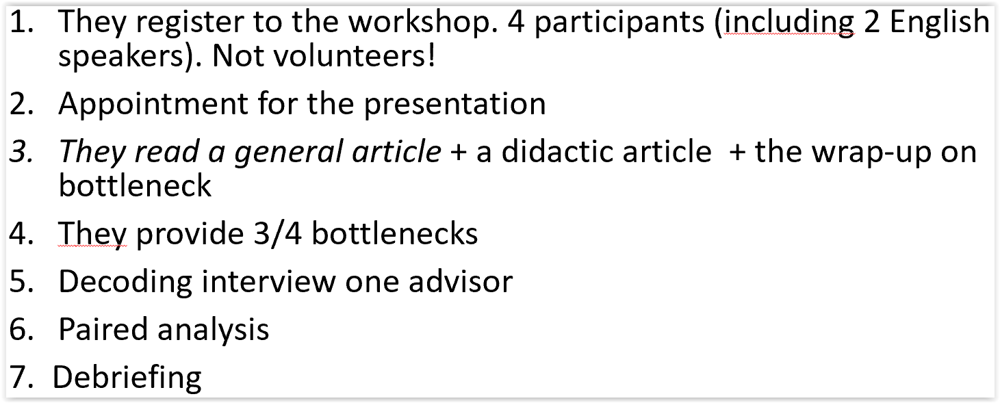 1. They register to the workshop. 4 participants (including 2 English
speakers). Not volunteers!
2. Appointment for the presentation
3. They read a general article + a didactic article  + the wrap-up on
bottleneck
4. They provide 3/4 bottlenecks
5. Decoding interview one advisor
6. Paired analysis
7. Debriefing